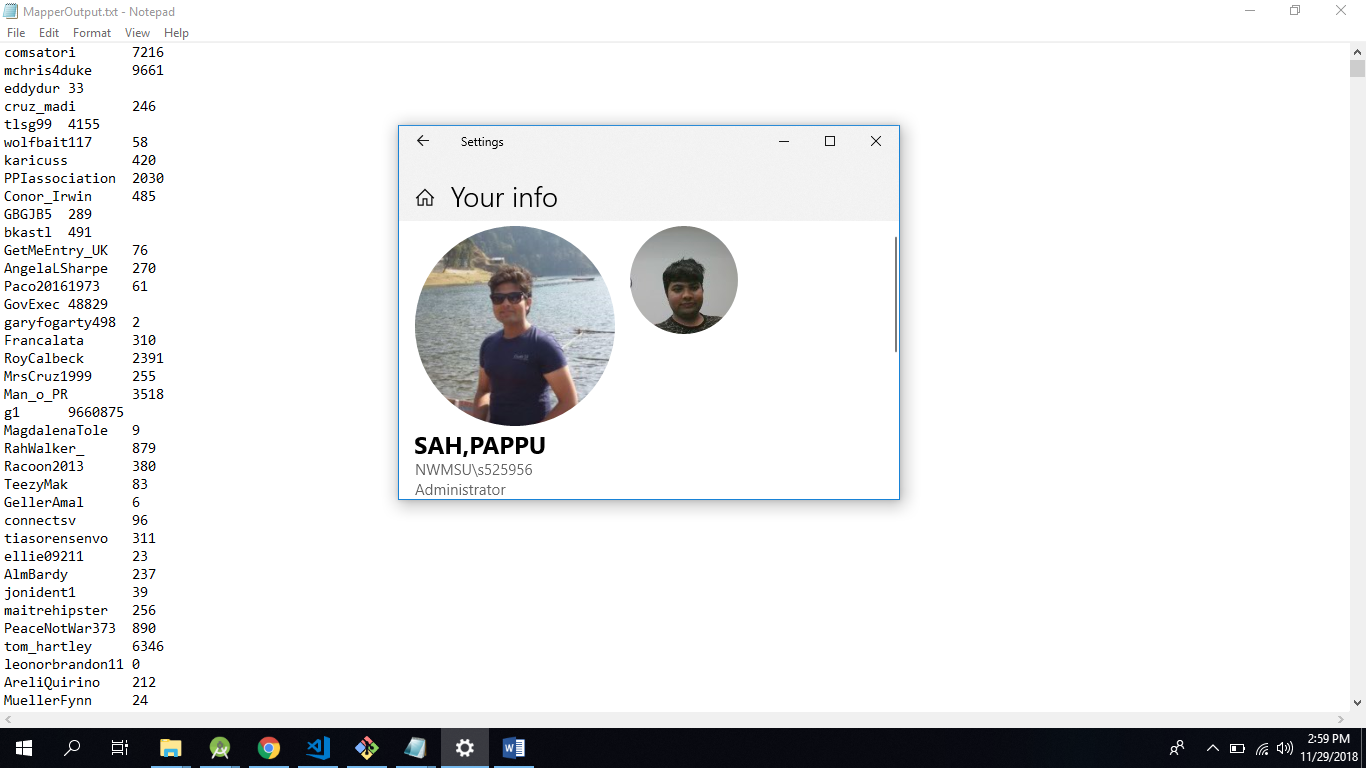 MapperOutput.txt - Notepad
File Edit Format View Help
comsatori 7216
mchris4duke 9661
eddydur 33
cruz_madi 246
tlsg99 4155
wolfbait117 58
karicuss 420
PPIassociation 2030
Conor_Irwin 485
GBGJB5 289
bkastl 491
GetMeEntry_UK 76
AngelaLSharpe 270
Paco20161973 61
GovExec 48829
garyfogarty498 2
Francalata 310
RoyCalbeck 2391
MrsCruz1999 255
Man_o_PR 3518
g1 9660875
MagdalenaTole 9
RahWalker_ 879
Racoon2013 380
TeezyMak 83
GellerAmal 6
connectsv 96
tiasorensenvo 311
ellie09211 23
AlmBardy 237
jonident1 39
maitrehipster 256
PeaceNotWar373 890
tom_hartley 6346
leonorbrandon11 0
AreliQuirino 212
MuellerFynn 24
Settings
Your info
SAH,PAPPU
NWMSU\s525956
Administrator
2:59 PM
11/29/2018